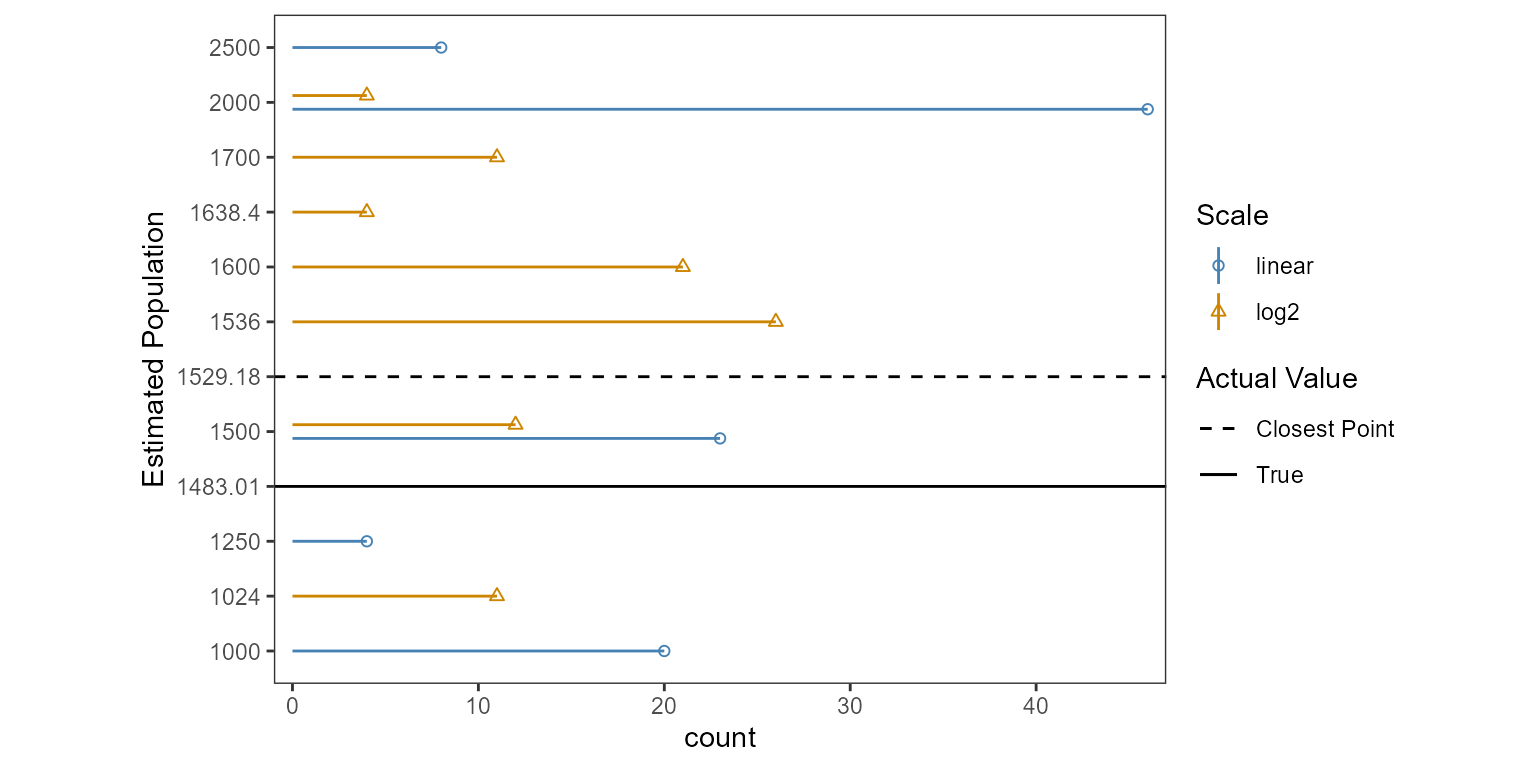 Estimated Population
2500
2000
1700
1638.4
1600
1536
1529.18
1500
1483.01
1250
1024
1000
0 10 20 30 40
count
Scale
linear
log2
Actual Value
Closest Point
True